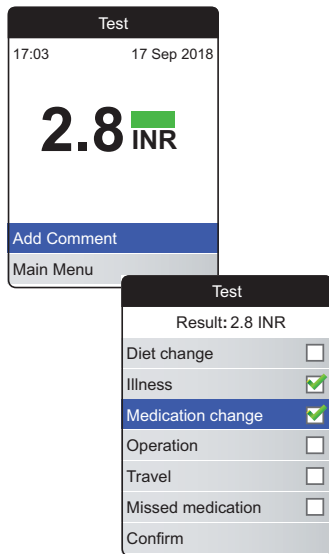 Test
17:03 17 Sep 2018
2.8 INR
Add Comment
Main Menu
Test
Result: 2.8 INR
Diet change
Illness
Medication change
Operation
Travel
Missed medication
Confirm